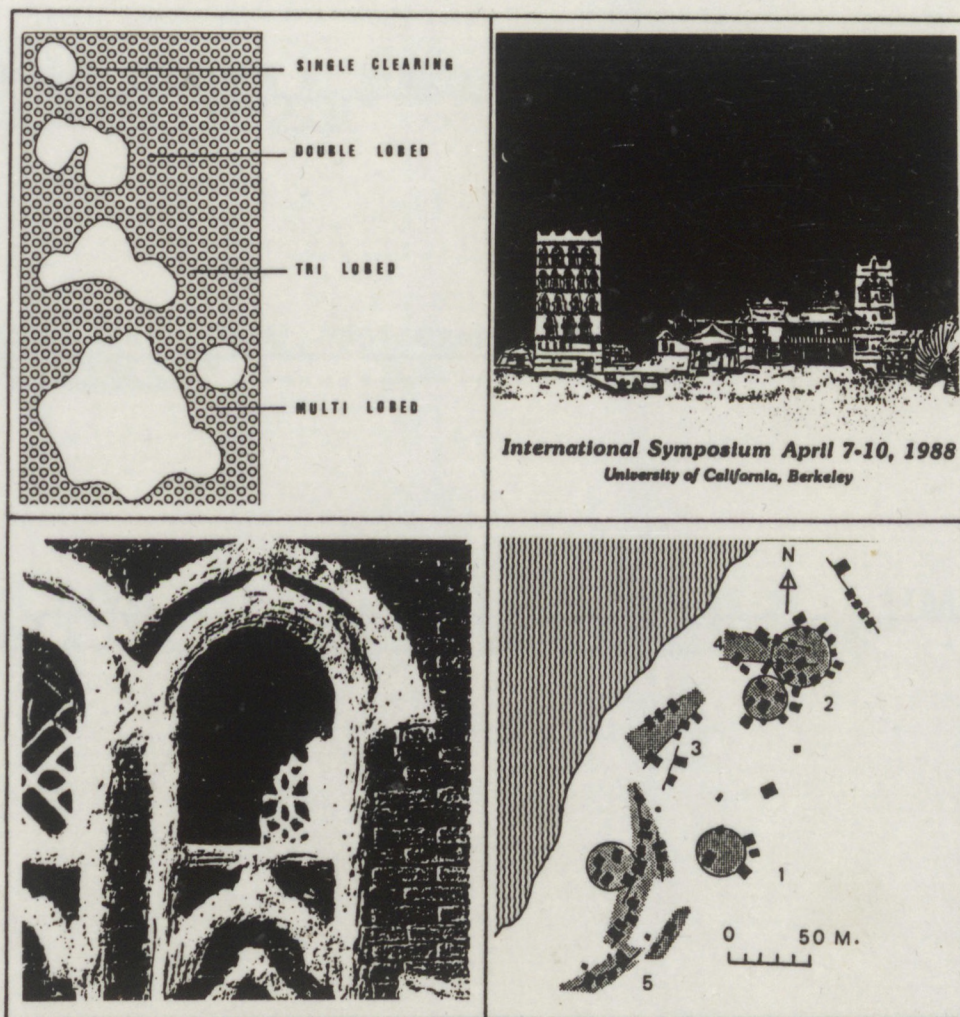 SINGLE CLEARING
DOUBLE LOBED
TRI LOBED
MULTI LOBED
International Symposium April 7-10, 1988
University of California, Berkeley
N
4
2
3
1
0 50 M.
5